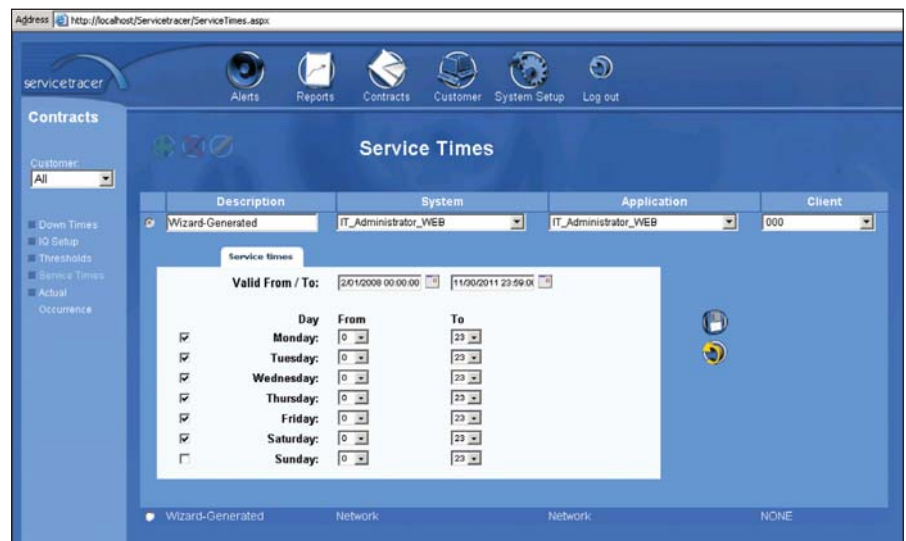 Address http://localhost/Servicetracer/ServiceTimes.aspx
servicetracer
Alerts Reports Contracts Customer System Setup Log out
Contracts
Service Times
Customer:
All
Down Times
IQ Setup
Thresholds
Service Times
Actual
Occurrence
Description System Application Client
Wizard-Generated IT_Administrator_WEB IT_Administrator_WEB 000
Service times
Valid From / To: 2/01/2008 00:00:00 11/30/2011 23:59:0
Day From To
Monday: 0 23
Tuesday: 0 23
Wednesday: 0 23
Thursday: 0 23
Friday: 0 23
Saturday: 0 23
Sunday: 0 23
Wizard-Generated Network Network NONE